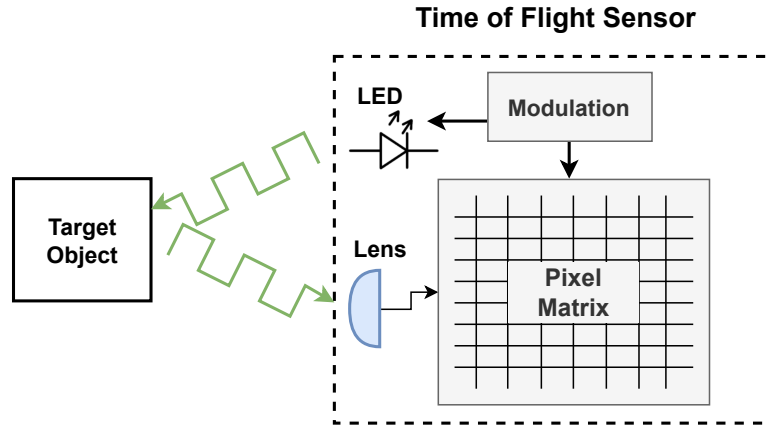 Time of Flight Sensor
LED
Modulation
Target
Object
Lens
Pixel
Matrix